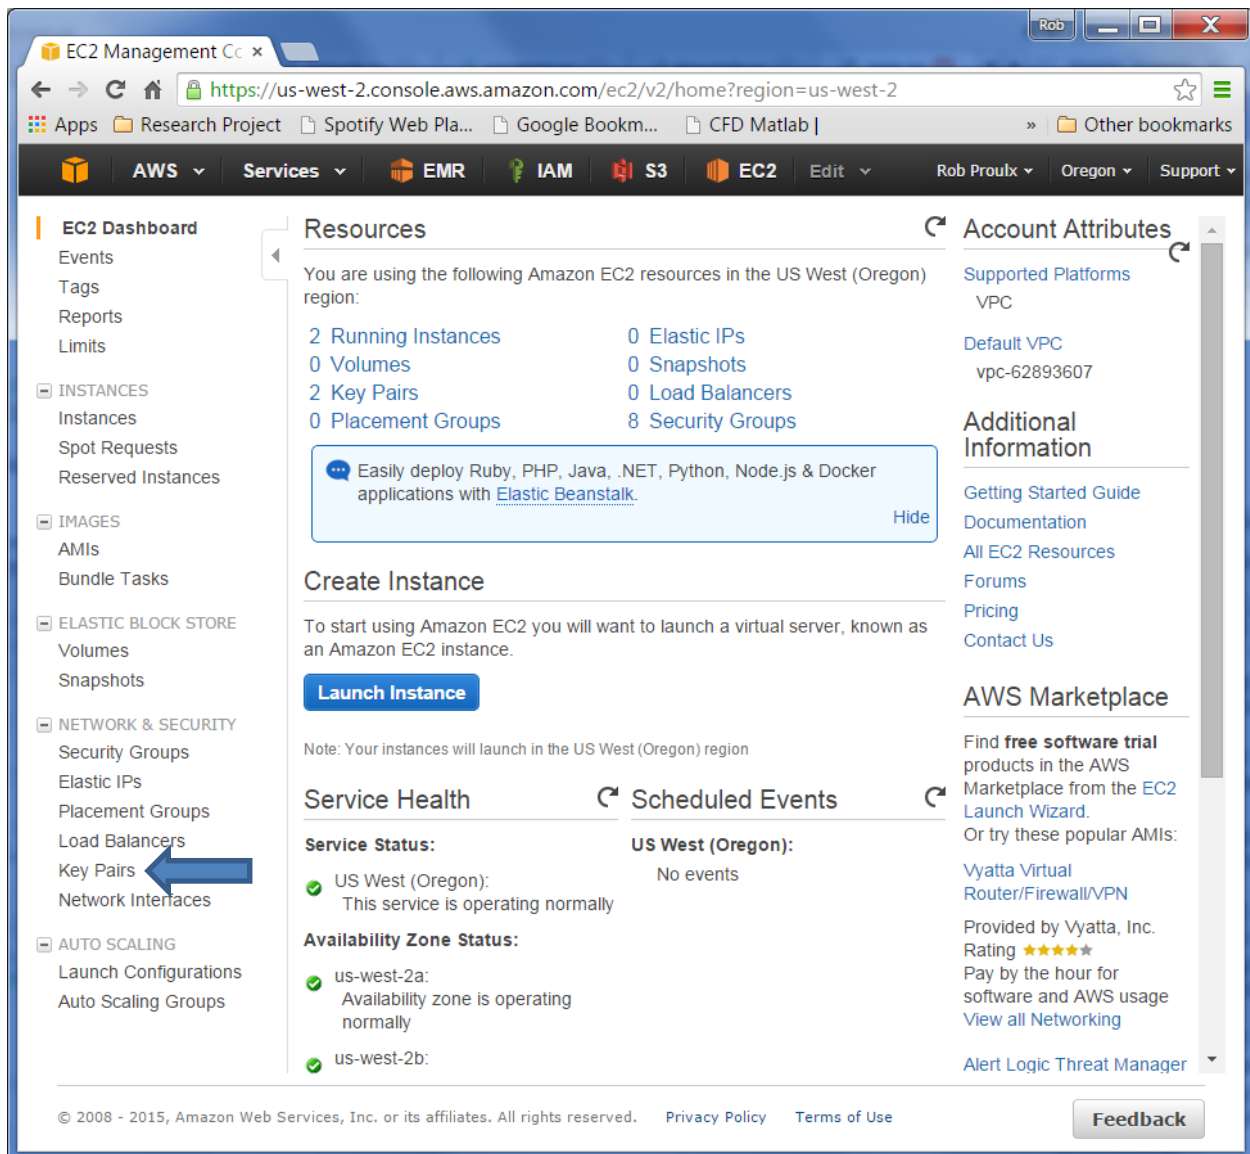 Rob
EC2 Management Cc ×
https://us-west-2.console.aws.amazon.com/ec2/v2/home?region=us-west-2
Apps Research Project Spotify Web Pla... Google Bookm... CFD Matlab | » Other bookmarks
AWS Services EMR IAM S3 EC2 Edit Rob Proulx Oregon Support
EC2 Dashboard
Events
Tags
Reports
Limits
INSTANCES
Instances
Spot Requests
Reserved Instances
IMAGES
AMIs
Bundle Tasks
ELASTIC BLOCK STORE
Volumes
Snapshots
NETWORK & SECURITY
Security Groups
Elastic IPs
Placement Groups
Load Balancers
Key Pairs
Network Interfaces
AUTO SCALING
Launch Configurations
Auto Scaling Groups
Resources
You are using the following Amazon EC2 resources in the US West (Oregon)
region:
2 Running Instances 0 Elastic IPs
0 Volumes 0 Snapshots
2 Key Pairs 0 Load Balancers
0 Placement Groups 8 Security Groups
Easily deploy Ruby, PHP, Java, .NET, Python, Node.js & Docker
applications with Elastic Beanstalk.
Hide
Create Instance
To start using Amazon EC2 you will want to launch a virtual server, known as
an Amazon EC2 instance.
Launch Instance
Note: Your instances will launch in the US West (Oregon) region
Service Health
Service Status:
US West (Oregon):
This service is operating normally
Availability Zone Status:
us-west-2a:
Availability zone is operating
normally
us-west-2b:
Scheduled Events
US West (Oregon):
No events
Account Attributes
Supported Platforms
VPC
Default VPC
vpc-62893607
Additional
Information
Getting Started Guide
Documentation
All EC2 Resources
Forums
Pricing
Contact Us
AWS Marketplace
Find free software trial
products in the AWS
Marketplace from the EC2
Launch Wizard.
Or try these popular AMIs:
Vyatta Virtual
Router/Firewall/VPN
Provided by Vyatta, Inc.
Rating
Pay by the hour for
software and AWS usage
View all Networking
Alert Logic Threat Manager
© 2008 - 2015, Amazon Web Services, Inc. or its affiliates. All rights reserved. Privacy Policy Terms of Use
Feedback